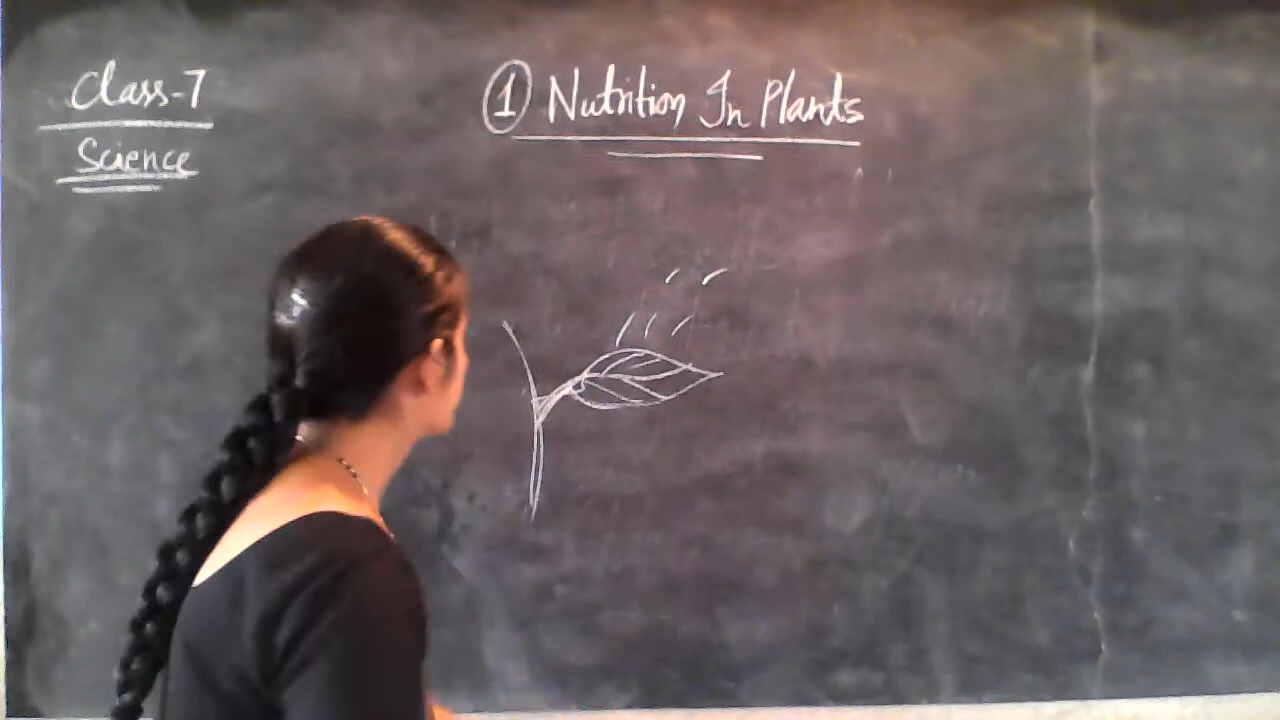 Class-7
Science
① Nutrition In Plants